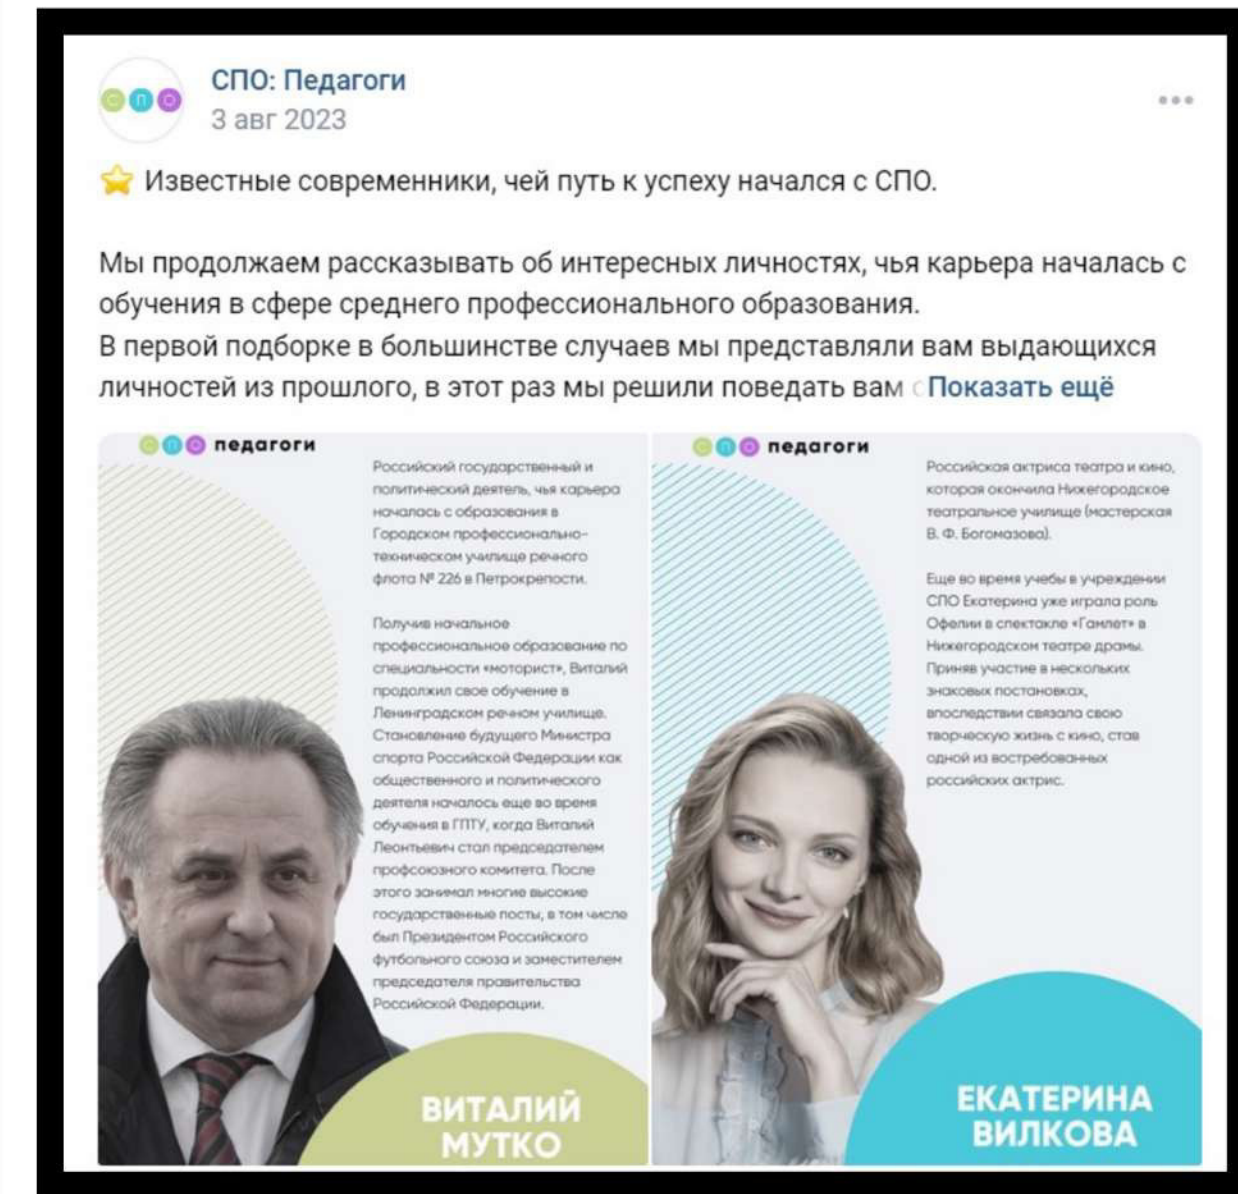 СПО
СПО: Педагоги
3 авг 2023
Известные современники, чей путь к успеху начался с СПО.
Мы продолжаем рассказывать об интересных личностях, чья карьера началась с
обучения в сфере среднего профессионального образования.
В первой подборке в большинстве случаев мы представляли вам выдающихся
личностей из прошлого, в этот раз мы решили поведать вам с Показать ещё
СПО педагоги
Российский государственный и
политический деятель, чья карьера
началась с образования в
Городском профессионально-
техническом училище речного
флота № 226 в Петрокрепости.
Получив начальное
профессиональное образование по
специальности «моторист», Виталий
продолжил свое обучение в
Ленинградском речном училище.
Становление будущего Министра
спорта Российской Федерации как
общественного и политического
деятеля началось еще во время
обучения в ГПТУ, когда Виталий
Леонтьевич стал председателем
профсоюзного комитета. После
этого занимал многие высокие
государственные посты, в том числе
был Президентом Российского
футбольного союза и заместителем
председателя правительства
Российской Федерации.
ВИТАЛИЙ
МУТКО
СПО педагоги
Российская актриса театра и кино,
которая окончила Нижегородское
театральное училище (мастерская
В. Ф. Богомазова).
Еще во время учебы в учреждении
СПО Екатерина уже играла роль
Офелии в спектакле «Гамлет» в
Нижегородском театре драмы.
Приняв участие в нескольких
знаковых постановках,
впоследствии связала свою
творческую жизнь с кино, став
одной из востребованных
российских актрис.
ЕКАТЕРИНА
ВИЛКОВА